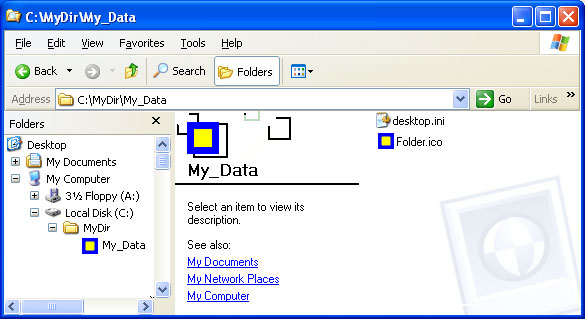 C:\MyDir\My_Data
File Edit View Favorites Tools Help
Back Search Folders
Address C:\MyDir\My_Data Go Links »
Folders
Desktop
My Documents
My Computer
3½ Floppy (A:)
Local Disk (C:)
MyDir
My_Data
My_Data
Select an item to view its
description.
See also:
My Documents
My Network Places
My Computer
desktop.ini
Folder.ico